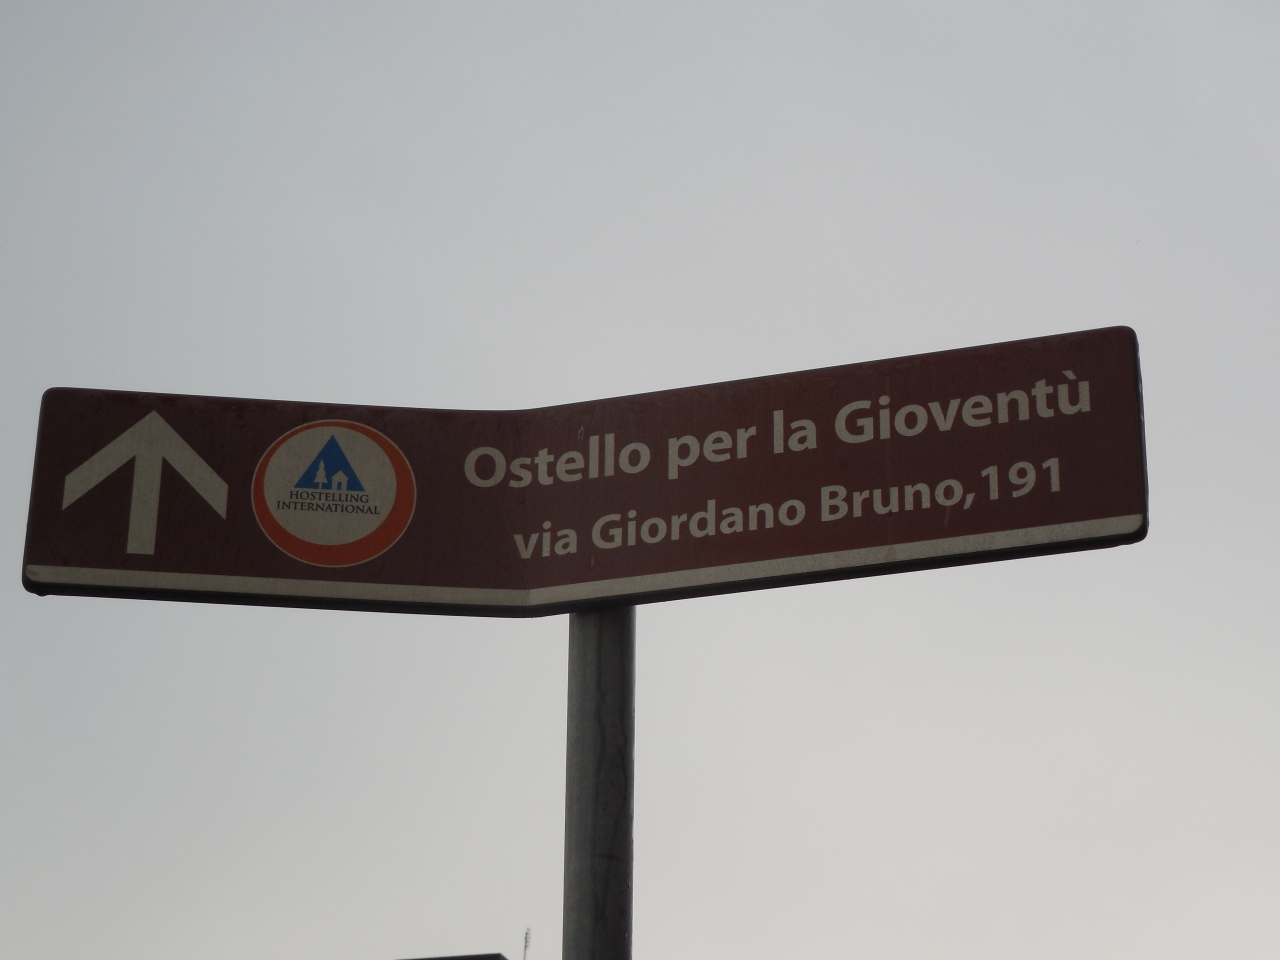 HOSTELLING
INTERNATIONAL
Ostello per la Gioventù
via Giordano Bruno,191